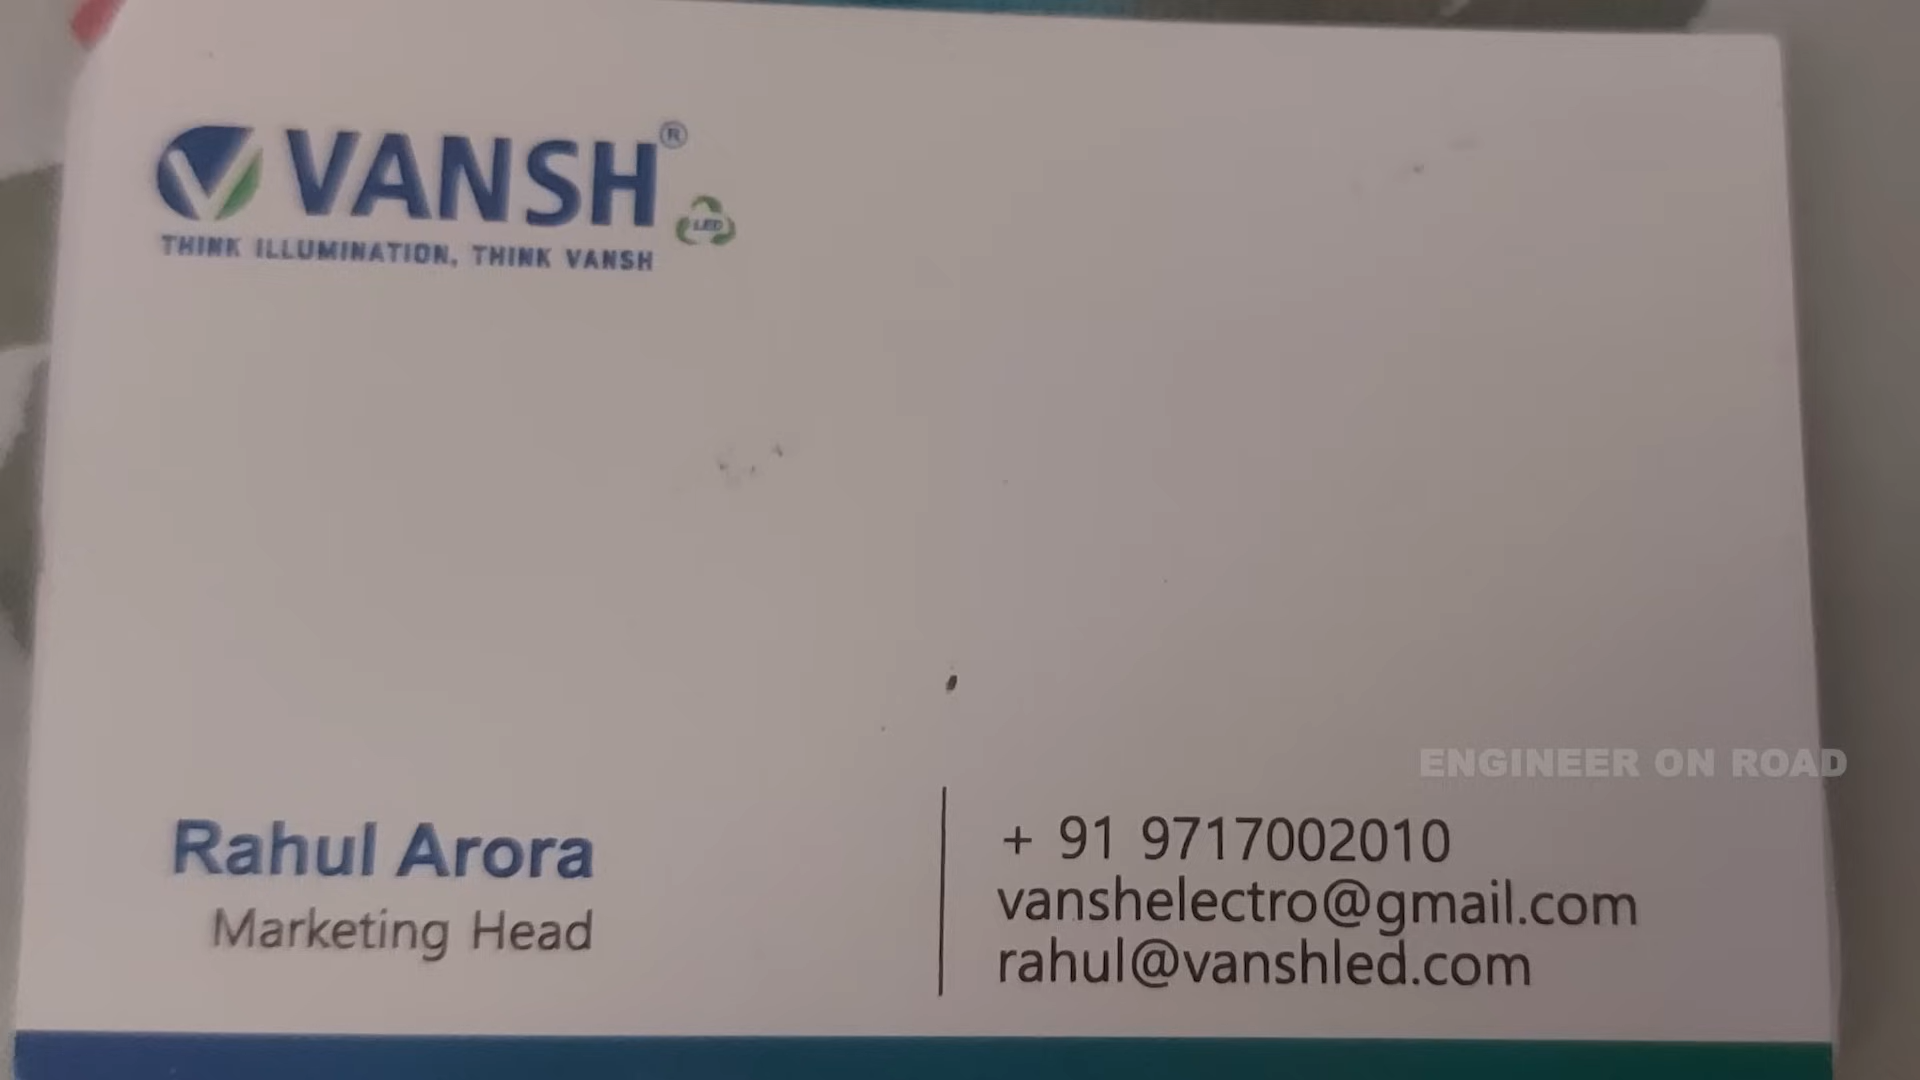 VANSH®
LED
THINK ILLUMINATION, THINK VANSH
ENGINEER ON ROAD
Rahul Arora
Marketing Head
+ 91 9717002010
vanshelectro@gmail.com
rahul@vanshled.com